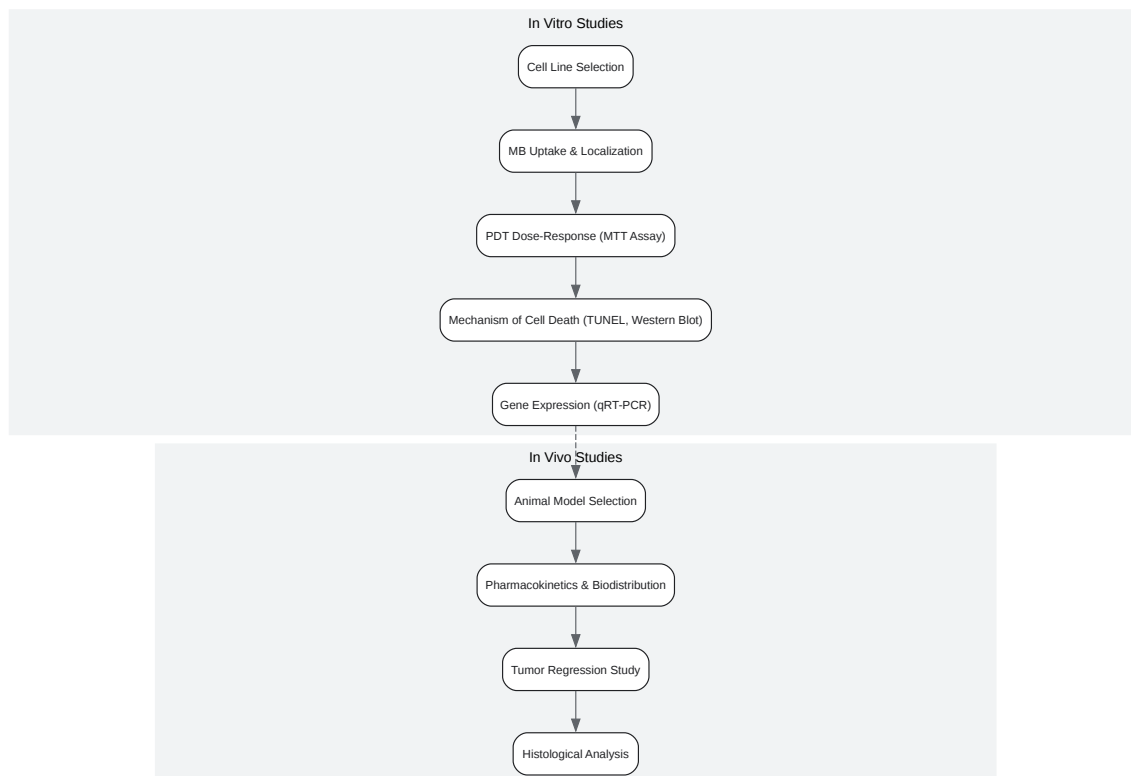 In Vitro Studies
Cell Line Selection
MB Uptake & Localization
PDT Dose-Response (MTT Assay)
Mechanism of Cell Death (TUNEL, Western Blot)
Gene Expression (qRT-PCR)
In Vivo Studies
Animal Model Selection
Pharmacokinetics & Biodistribution
Tumor Regression Study
Histological Analysis